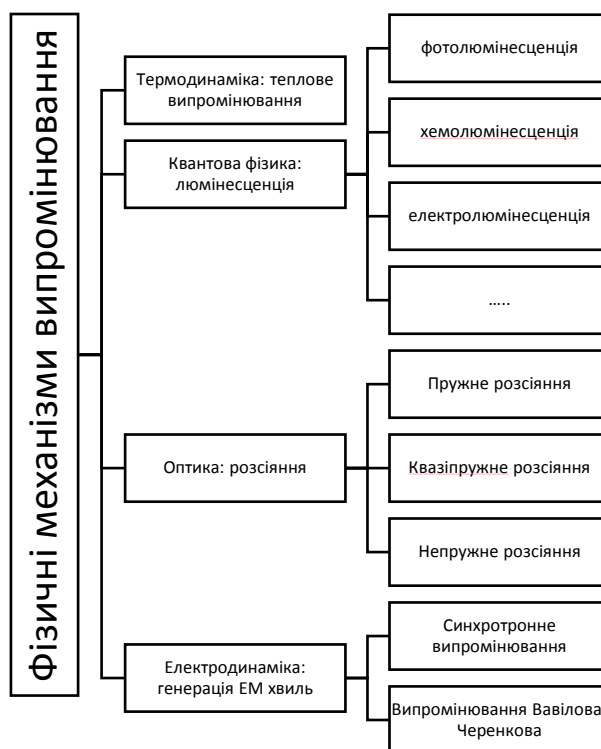 Фізичні механізми випромінювання
Термодинаміка: теплове
випромінювання
Квантова фізика:
люмінесценція
фотолюмінесценція
хемолюмінесценція
електролюмінесценція
.....
Оптика: розсіяння
Пружне розсіяння
Квазіпружне розсіяння
Непружне розсіяння
Електродинаміка:
генерація ЕМ хвиль
Синхротронне
випромінювання
Випромінювання Вавілова
Черенкова